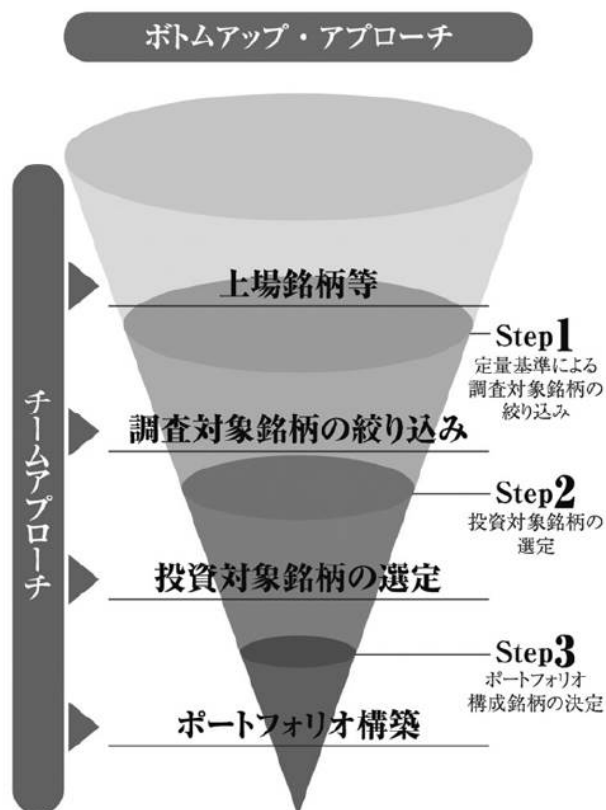 ボトムアップ・アプローチ
チームアプローチ
上場銘柄等
Step1
定量基準による
調査対象銘柄の
絞り込み
調査対象銘柄の絞り込み
Step2
投資対象銘柄の
選定
投資対象銘柄の選定
Step3
ポートフォリオ
構成銘柄の決定
ポートフォリオ構築